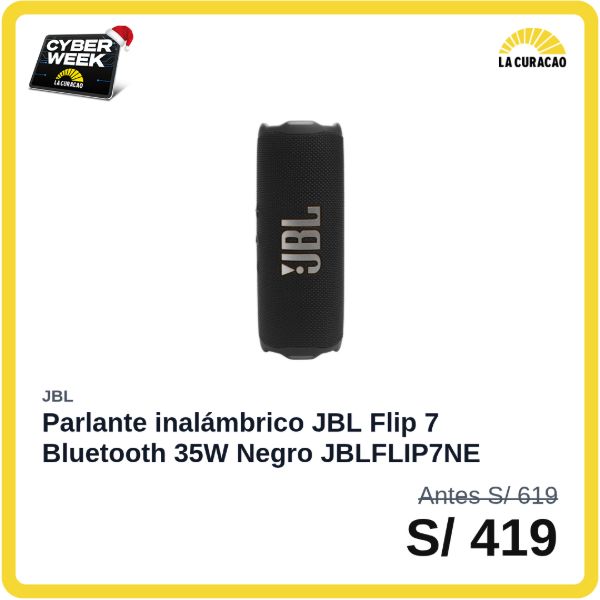 CYBER
WEEK
LA CURACAO
LA CURACAO
JBL
JBL
Parlante inalámbrico JBL Flip 7
Bluetooth 35W Negro JBLFLIP7NE
Antes S/ 619
S/ 419